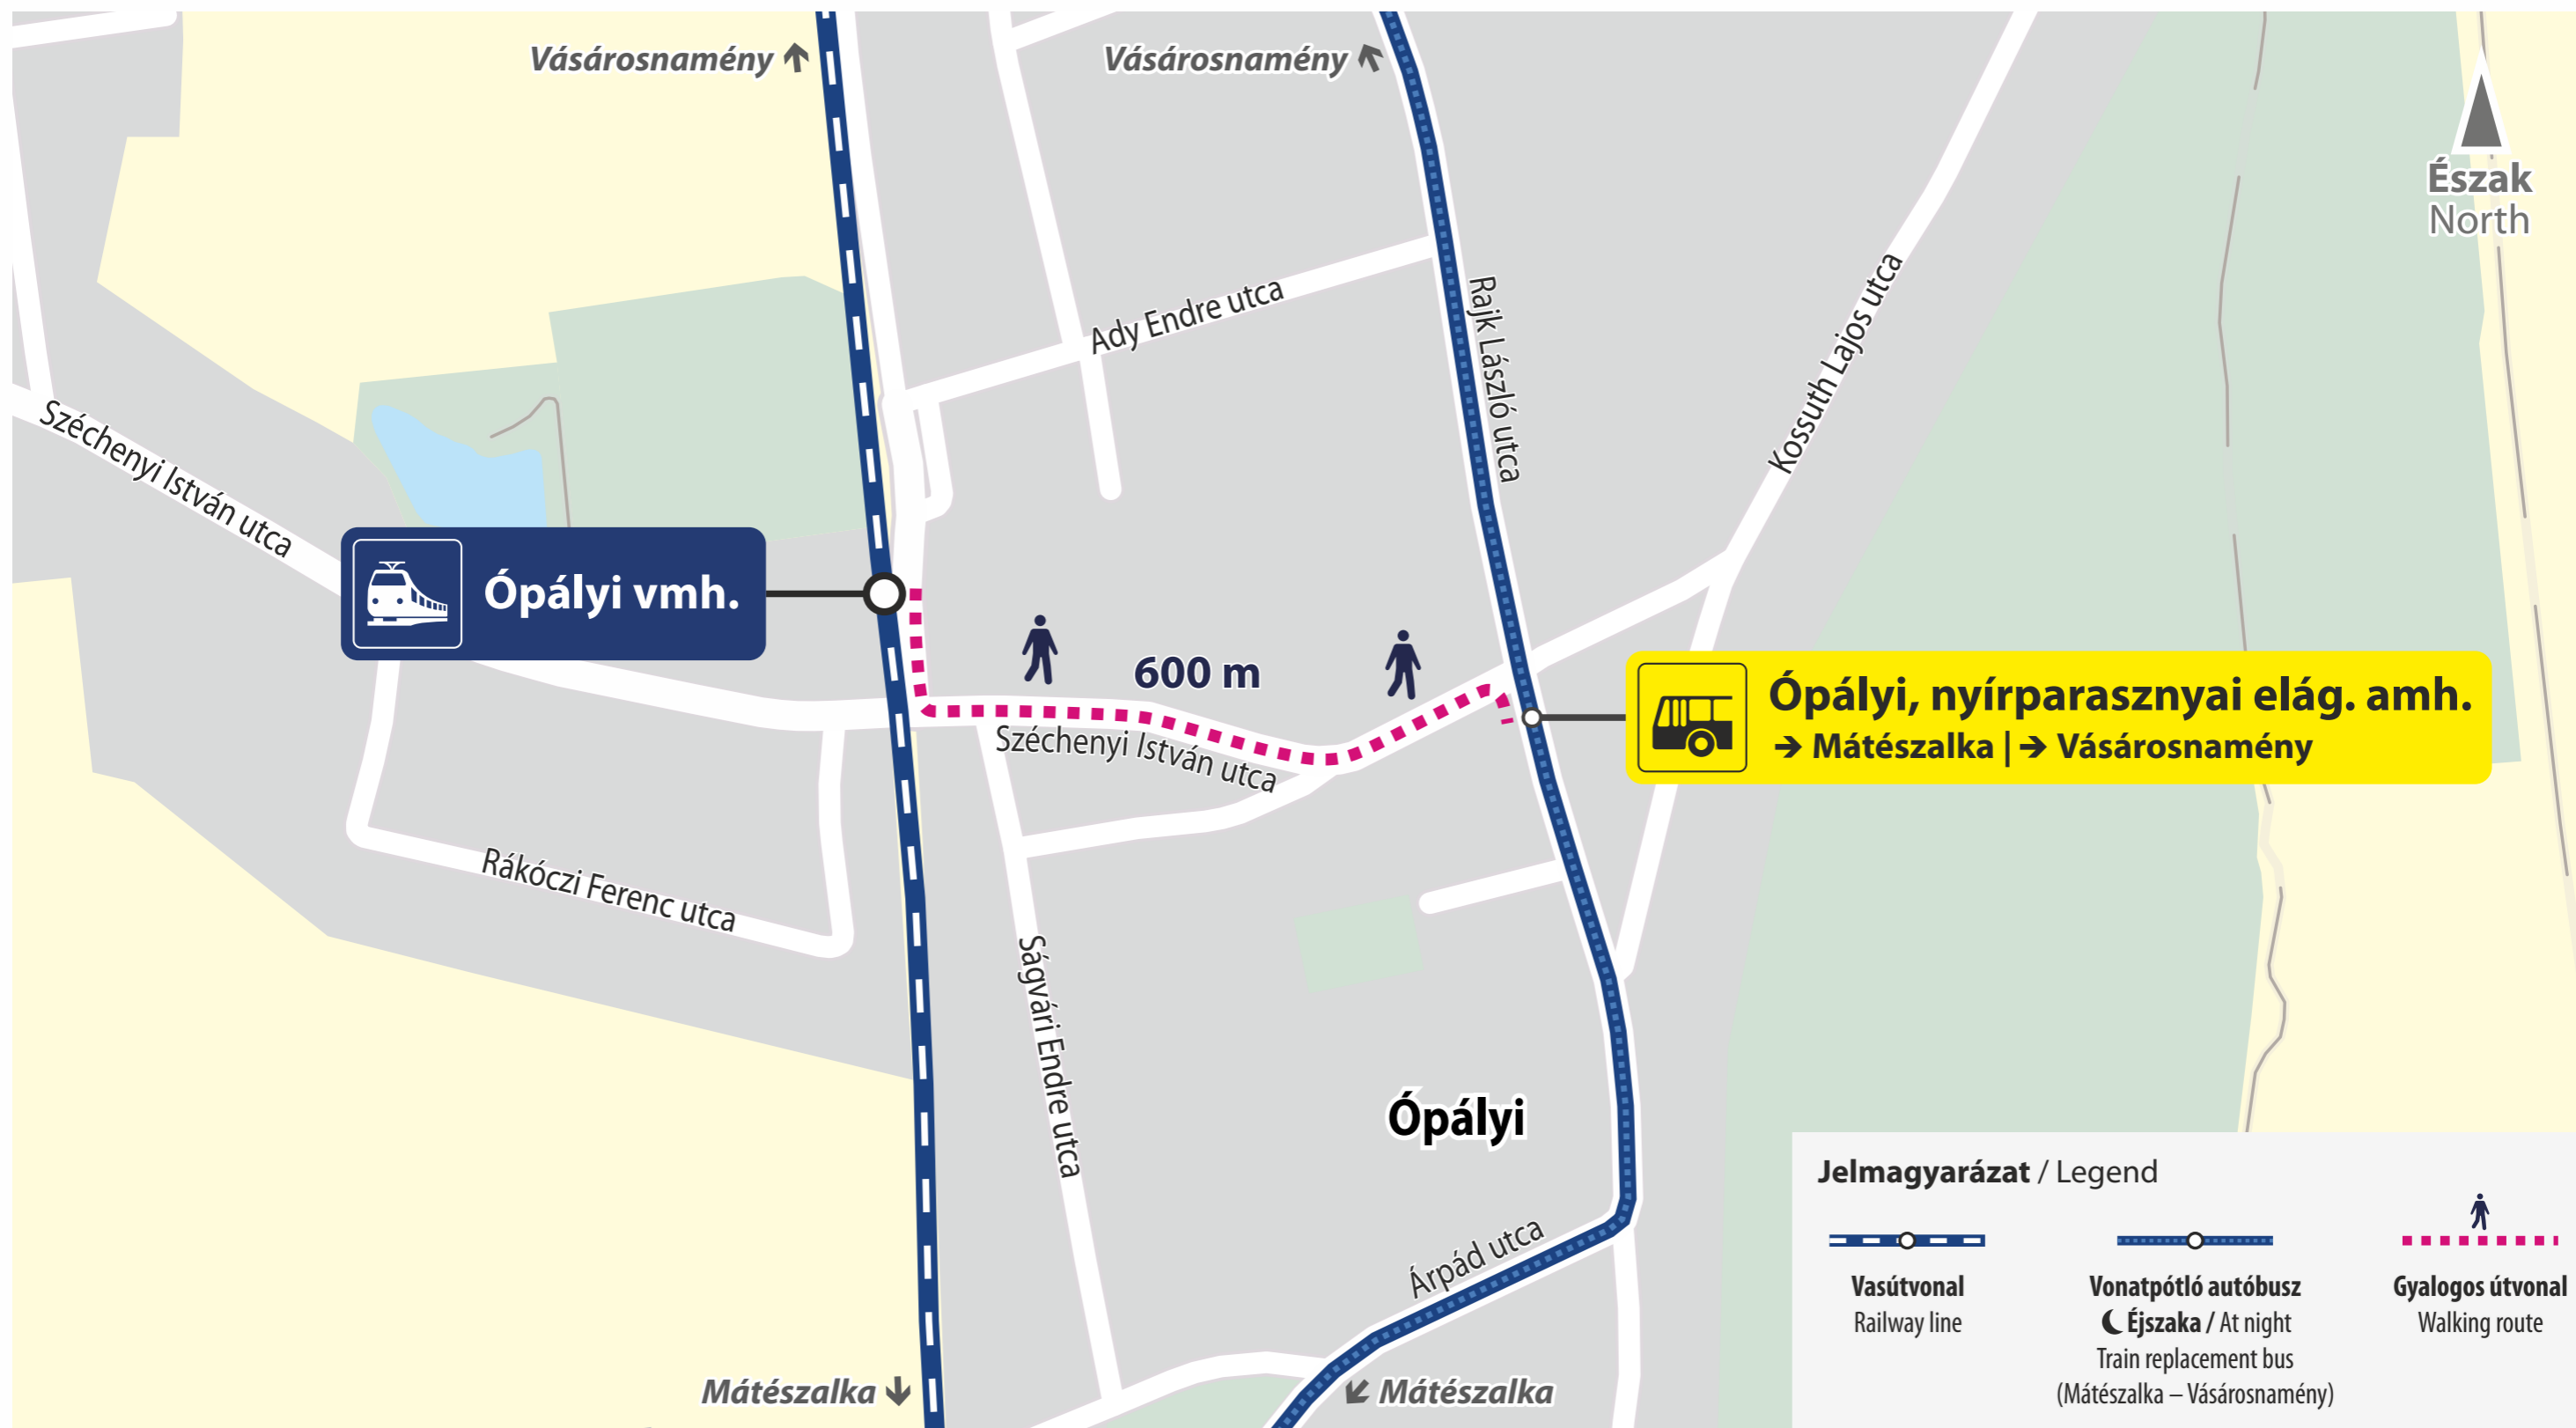 Vásárosnamény
Vásárosnamény
Észak
North
Ady Endre utca
Rajk László utca
Kossuth Lajos utca
Széchenyi István utca
Ópályi vmh.
600 m
Ópályi, nyírparasznyai elág. amh.
→ Mátészalka | → Vásárosnamény
Széchenyi István utca
Rákóczi Ferenc utca
Ságvári Endre utca
Ópályi
Árpád utca
Mátészalka
Mátészalka
Jelmagyarázat / Legend
Vasútvonal
Railway line
Vonatpótló autóbusz
Éjszaka / At night
Train replacement bus
(Mátészalka – Vásárosnamény)
Gyalogos útvonal
Walking route